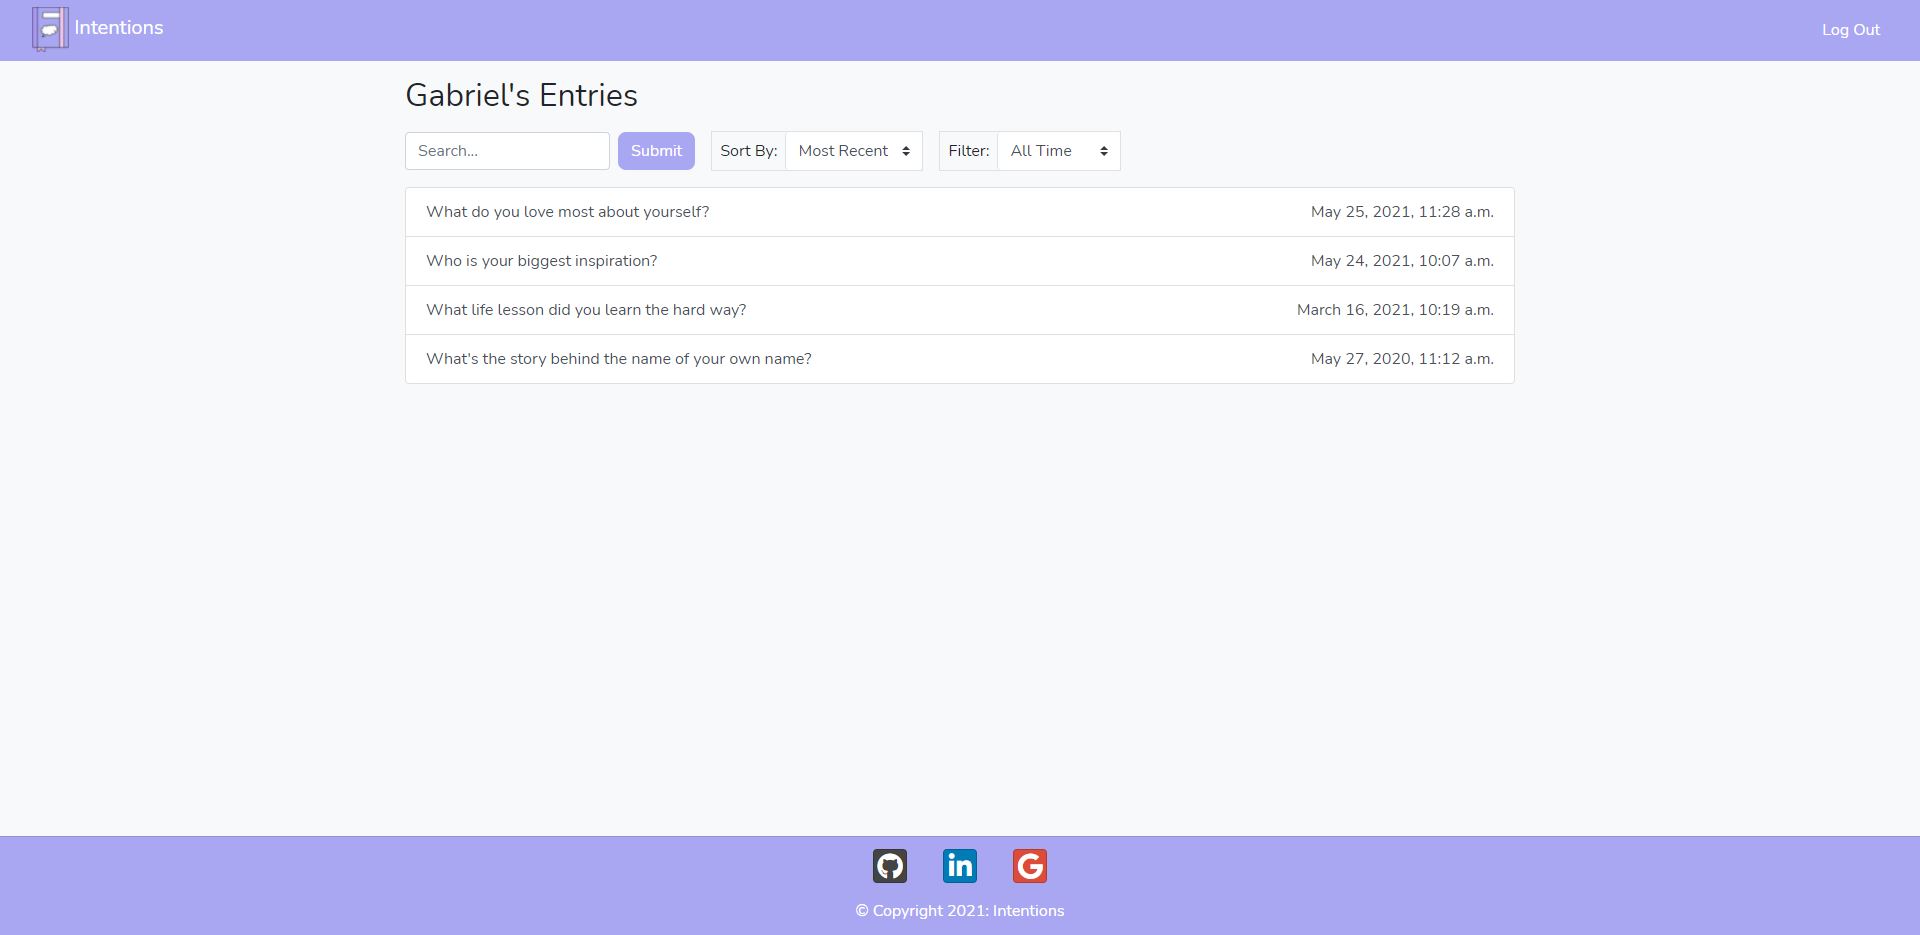 Intentions
Log Out
Gabriel's Entries
Search... Submit Sort By: Most Recent Filter: All Time
What do you love most about yourself? May 25, 2021, 11:28 a.m.
Who is your biggest inspiration? May 24, 2021, 10:07 a.m.
What life lesson did you learn the hard way? March 16, 2021, 10:19 a.m.
What's the story behind the name of your own name? May 27, 2020, 11:12 a.m.
in G
© Copyright 2021: Intentions